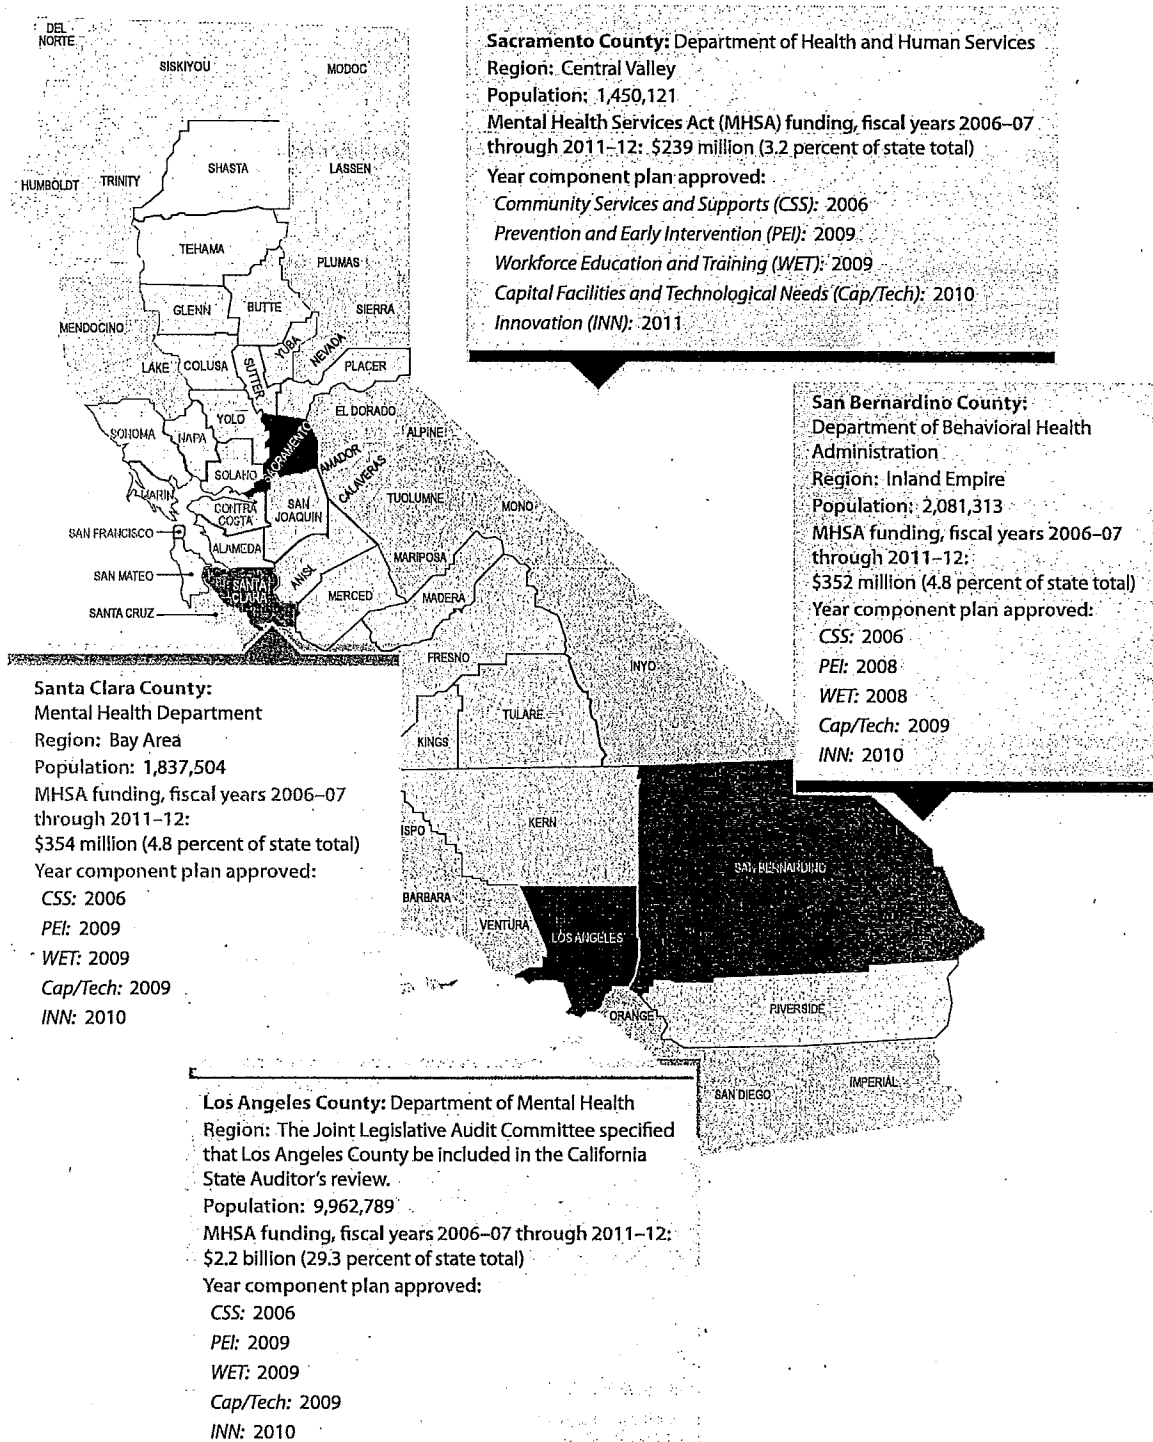 DEL
NORTE
SISKIYOU
MODOC
HUMBOLDT
TRINITY
SHASTA
LASSEN
TEHAMA
PLUMAS
GLENN
BUTTE
SIERRA
MENDOCINO
LAKE
COLUSA
SUTTER
YUBA
NEVADA
PLACER
SONOMA
NAPA
YOLO
SACRAMENTO
EL DORADO
ALPINE
AMADOR
CALAVERAS
SOLANO
MARIN
CONTRA
COSTA
SAN
JOAQUIN
TUOLUMNE
MONO
SAN FRANCISCO
ALAMEDA
SAN MATEO
SANTA
CLARA
SANTA CRUZ
MERCED
MARIPOSA
MADERA
FRESNO
INYO
KINGS
TULARE
ISPO
KERN
BARBARA
VENTURA
LOS ANGELES
SAN BERNARDINO
ORANGE
RIVERSIDE
SAN DIEGO
IMPERIAL
Sacramento County: Department of Health and Human Services
Region: Central Valley
Population: 1,450,121
Mental Health Services Act (MHSA) funding, fiscal years 2006–07
through 2011–12: $239 million (3.2 percent of state total)
Year component plan approved:
Community Services and Supports (CSS): 2006
Prevention and Early Intervention (PEI): 2009
Workforce Education and Training (WET): 2009
Capital Facilities and Technological Needs (Cap/Tech): 2010
Innovation (INN): 2011
San Bernardino County:
Department of Behavioral Health
Administration
Region: Inland Empire
Population: 2,081,313
MHSA funding, fiscal years 2006–07
through 2011–12:
$352 million (4.8 percent of state total)
Year component plan approved:
CSS: 2006
PEI: 2008
WET: 2008
Cap/Tech: 2009
INN: 2010
Santa Clara County:
Mental Health Department
Region: Bay Area
Population: 1,837,504
MHSA funding, fiscal years 2006–07
through 2011–12:
$354 million (4.8 percent of state total)
Year component plan approved:
CSS: 2006
PEI: 2009
WET: 2009
Cap/Tech: 2009
INN: 2010
Los Angeles County: Department of Mental Health
Region: The Joint Legislative Audit Committee specified
that Los Angeles County be included in the California
State Auditor's review.
Population: 9,962,789
MHSA funding, fiscal years 2006–07 through 2011–12:
$2.2 billion (29.3 percent of state total)
Year component plan approved:
CSS: 2006
PEI: 2009
WET: 2009
Cap/Tech: 2009
INN: 2010